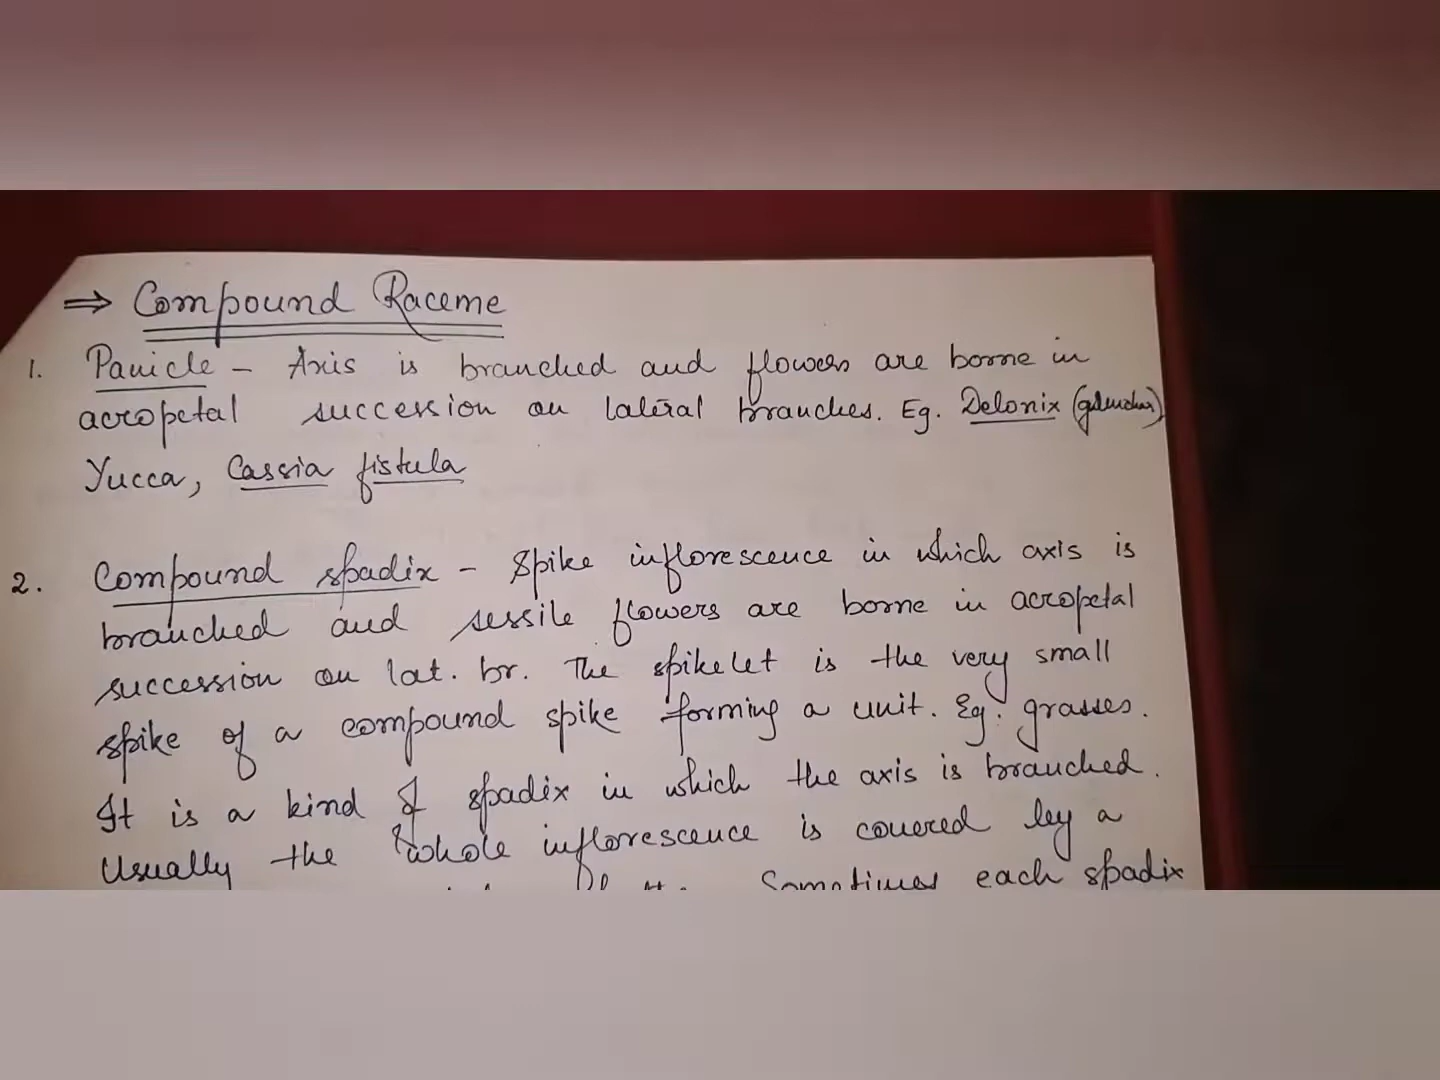 ⇒ Compound Raceme
1. Panicle - Axis is branched and flowers are borne in
acropetal succession on lateral branches. Eg. Delonix (gulmohar)
Yucca, Cassia fistula
2. Compound spadix - Spike inflorescence in which axis is
branched and sessile flowers are borne in acropetal
succession on lat. br. The spikelet is the very small
spike of a compound spike forming a unit. Eg. grasses.
It is a kind of spadix in which the axis is branched.
Usually the whole inflorescence is covered by a
Sometimes each spadix